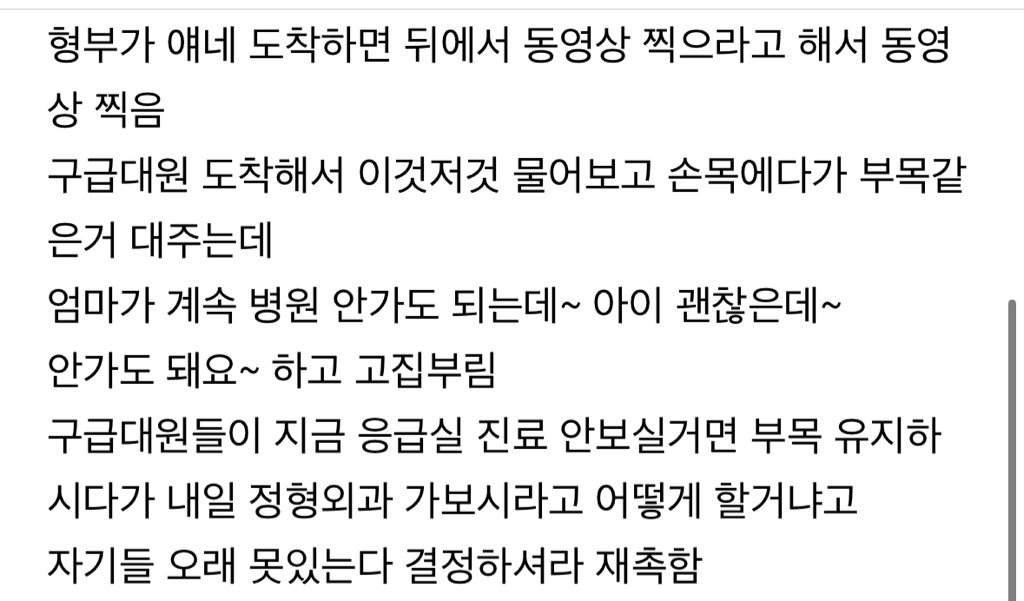 형부가 얘네 도착하면 뒤에서 동영상 찍으라고 해서 동영
상 찍음
구급대원 도착해서 이것저것 물어보고 손목에다가 부목같
은거 대주는데
엄마가 계속 병원 안가도 되는데~ 아이 괜찮은데~
안가도 돼요~ 하고 고집부림
구급대원들이 지금 응급실 진료 안보실거면 부목 유지하
시다가 내일 정형외과 가보시라고 어떻게 할거냐고
자기들 오래 못있는다 결정하셔라 재촉함